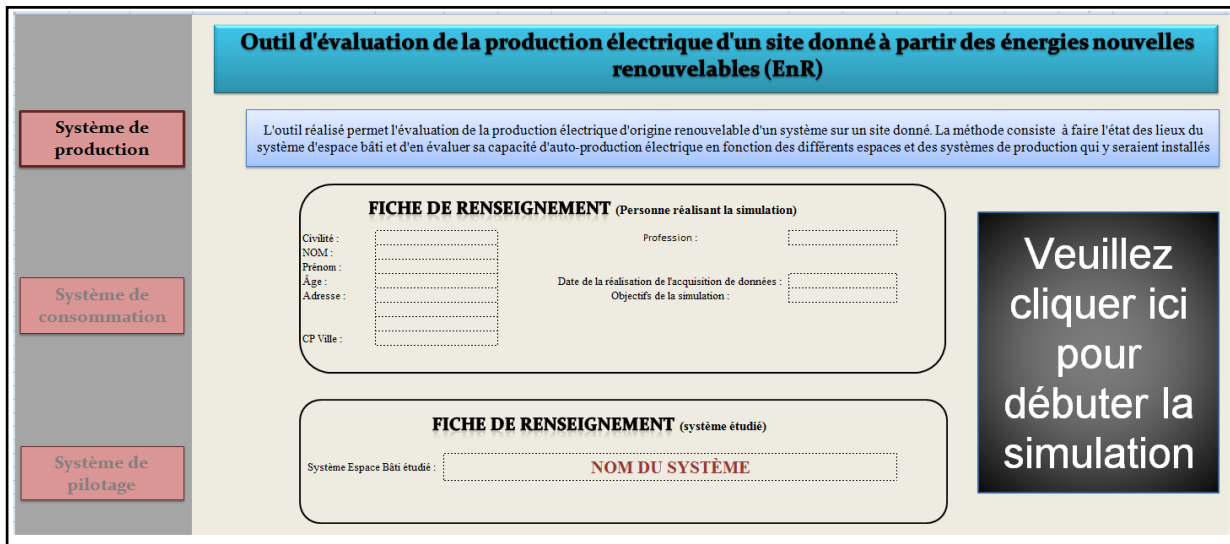 Outil d'évaluation de la production électrique d'un site donné à partir des énergies nouvelles
renouvelables (EnR)
Système de
production
L'outil réalisé permet l'évaluation de la production électrique d'origine renouvelable d'un système sur un site donné. La méthode consiste à faire l'état des lieux du
système d'espace bâti et d'en évaluer sa capacité d'auto-production électrique en fonction des différents espaces et des systèmes de production qui y seraient installés
FICHE DE RENSEIGNEMENT (Personne réalisant la simulation)
Civilité :
Profession :
NOM :
Prénom :
Âge :
Date de la réalisation de l'acquisition de données :
Adresse :
Objectifs de la simulation :
CP Ville :
Système de
consommation
Veuillez
cliquer ici
pour
débuter la
simulation
FICHE DE RENSEIGNEMENT (système étudié)
Système Espace Bâti étudié :
NOM DU SYSTÈME
Système de
pilotage